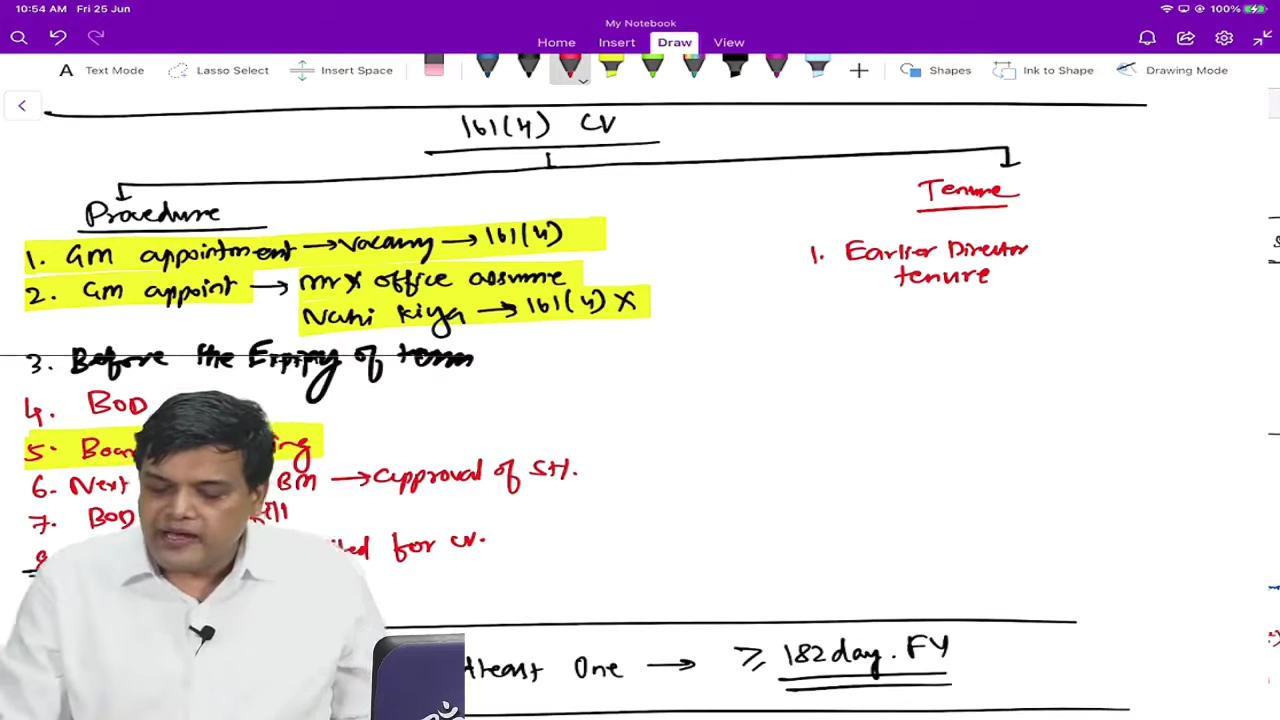 10:54 AM Fri 25 Jun
100%
My Notebook
Home Insert Draw View
Text Mode Lasso Select Insert Space Shapes Ink to Shape Drawing Mode
161(4) CV
Procedure
1. GM appointment → Vacancy → 161(4)
2. GM appoint → Mr X office assume
Nahi kiya → 161(4) X
3. Before the Expiry of term
4. BOD
5. Boar ing
6. Next BM → approval of SH.
7. BOD fill
8 for CV.
Tenure
1. Earlier Director
tenure
Atleast One → ≥ 182 day. FY